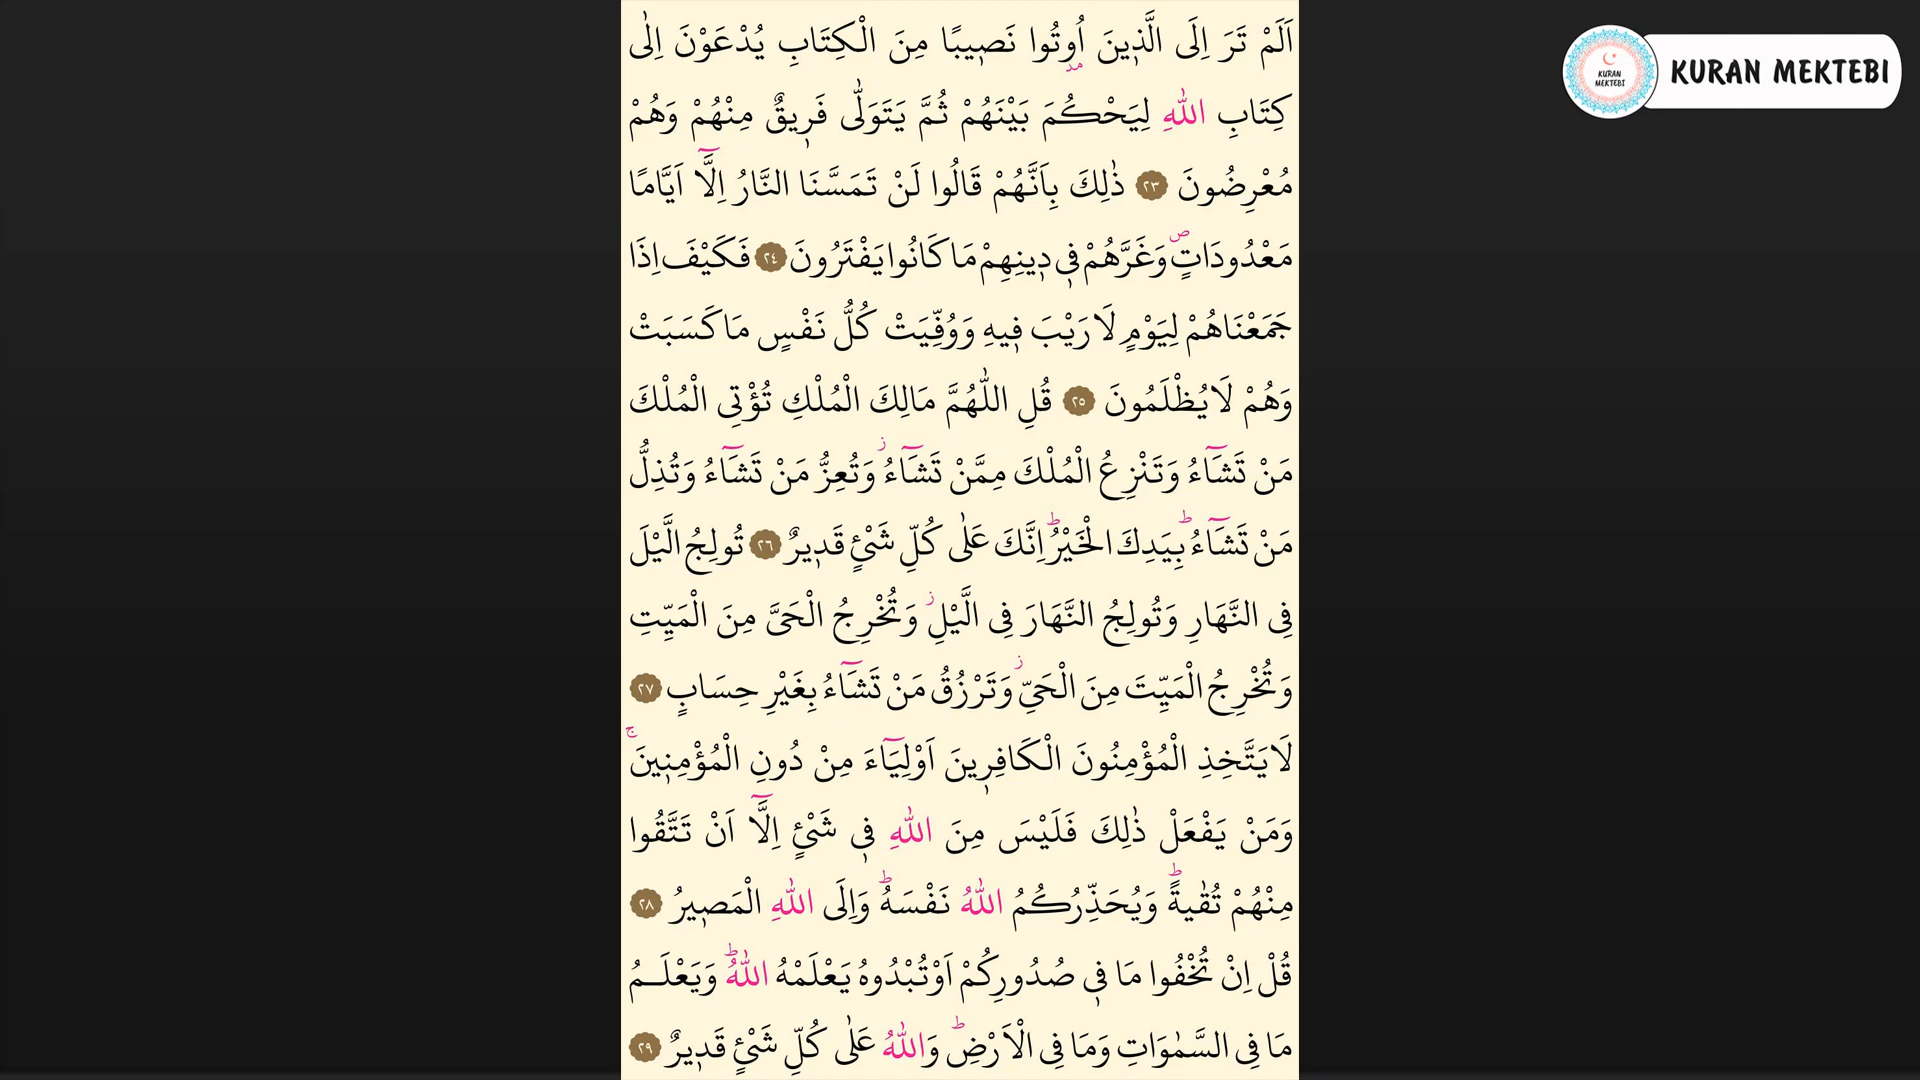 اَلَمْ تَرَ اِلَى الَّذ۪ينَ اُو۫تُوا نَص۪يبًا مِنَ الْكِتَابِ يُدْعَوْنَ اِلٰى
كِتَابِ اللّٰهِ لِيَحْكُمَ بَيْنَهُمْ ثُمَّ يَتَوَلّٰى فَر۪يقٌ مِنْهُمْ وَهُمْ
مُعْرِضُونَ ﴿٢٣﴾ ذٰلِكَ بِاَنَّهُمْ قَالُوا لَنْ تَمَسَّنَا النَّارُ اِلَّٓا اَيَّامًا
مَعْدُودَاتٍۖ وَغَرَّهُمْ ف۪ي د۪ينِهِمْ مَا كَانُوا يَفْتَرُونَ ﴿٢٤﴾ فَكَيْفَ اِذَا
جَمَعْنَاهُمْ لِيَوْمٍ لَا رَيْبَ ف۪يهِ وَوُفِّيَتْ كُلُّ نَفْسٍ مَا كَسَبَتْ
وَهُمْ لَا يُظْلَمُونَ ﴿٢٥﴾ قُلِ اللّٰهُمَّ مَالِكَ الْمُلْكِ تُؤْتِى الْمُلْكَ
مَنْ تَشَٓاءُ وَتَنْزِعُ الْمُلْكَ مِمَّنْ تَشَٓاءُۘ وَتُعِزُّ مَنْ تَشَٓاءُ وَتُذِلُّ
مَنْ تَشَٓاءُۜ بِيَدِكَ الْخَيْرُۜ اِنَّكَ عَلٰى كُلِّ شَيْءٍ قَد۪يرٌ ﴿٢٦﴾ تُولِجُ الَّيْلَ
فِى النَّهَارِ وَتُولِجُ النَّهَارَ فِى الَّيْلِۘ وَتُخْرِجُ الْحَىَّ مِنَ الْمَيِّتِ
وَتُخْرِجُ الْمَيِّتَ مِنَ الْحَىِّۘ وَتَرْزُقُ مَنْ تَشَٓاءُ بِغَيْرِ حِسَابٍ ﴿٢٧﴾
لَا يَتَّخِذِ الْمُؤْمِنُونَ الْكَافِر۪ينَ اَوْلِيَٓاءَ مِنْ دُونِ الْمُؤْمِن۪ينَۚ
وَمَنْ يَفْعَلْ ذٰلِكَ فَلَيْسَ مِنَ اللّٰهِ ف۪ي شَيْءٍ اِلَّٓا اَنْ تَتَّقُوا
مِنْهُمْ تُقٰيةًۜ وَيُحَذِّرُكُمُ اللّٰهُ نَفْسَهُۜ وَاِلَى اللّٰهِ الْمَص۪يرُ ﴿٢٨﴾
قُلْ اِنْ تُخْفُوا مَا ف۪ي صُدُورِكُمْ اَوْ تُبْدُوهُ يَعْلَمْهُ اللّٰهُۜ وَيَعْلَمُ
مَا فِى السَّمٰوَاتِ وَمَا فِى الْاَرْضِۜ وَاللّٰهُ عَلٰى كُلِّ شَيْءٍ قَد۪يرٌ ﴿٢٩﴾
KURAN MEKTEBI
KURAN MEKTEBI